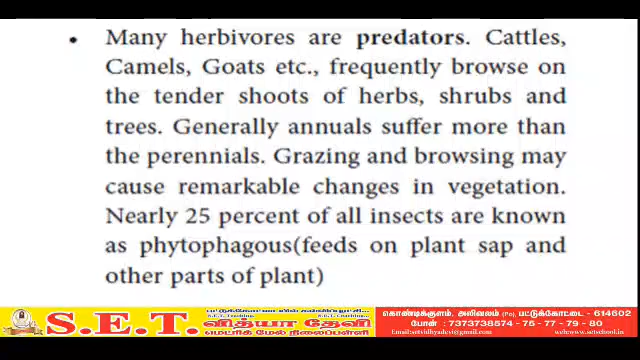 • Many herbivores are predators. Cattles,
Camels, Goats etc., frequently browse on
the tender shoots of herbs, shrubs and
trees. Generally annuals suffer more than
the perennials. Grazing and browsing may
cause remarkable changes in vegetation.
Nearly 25 percent of all insects are known
as phytophagous(feeds on plant sap and
other parts of plant)
S.E.T. வித்யா தேவி
மெட்ரிக் மேல் நிலைப்பள்ளி
கொண்டிக்குளம், அலிவலம் (Po), பட்டுக்கோட்டை - 614602
போன் : 7373738574 - 75 - 77 - 79 - 80